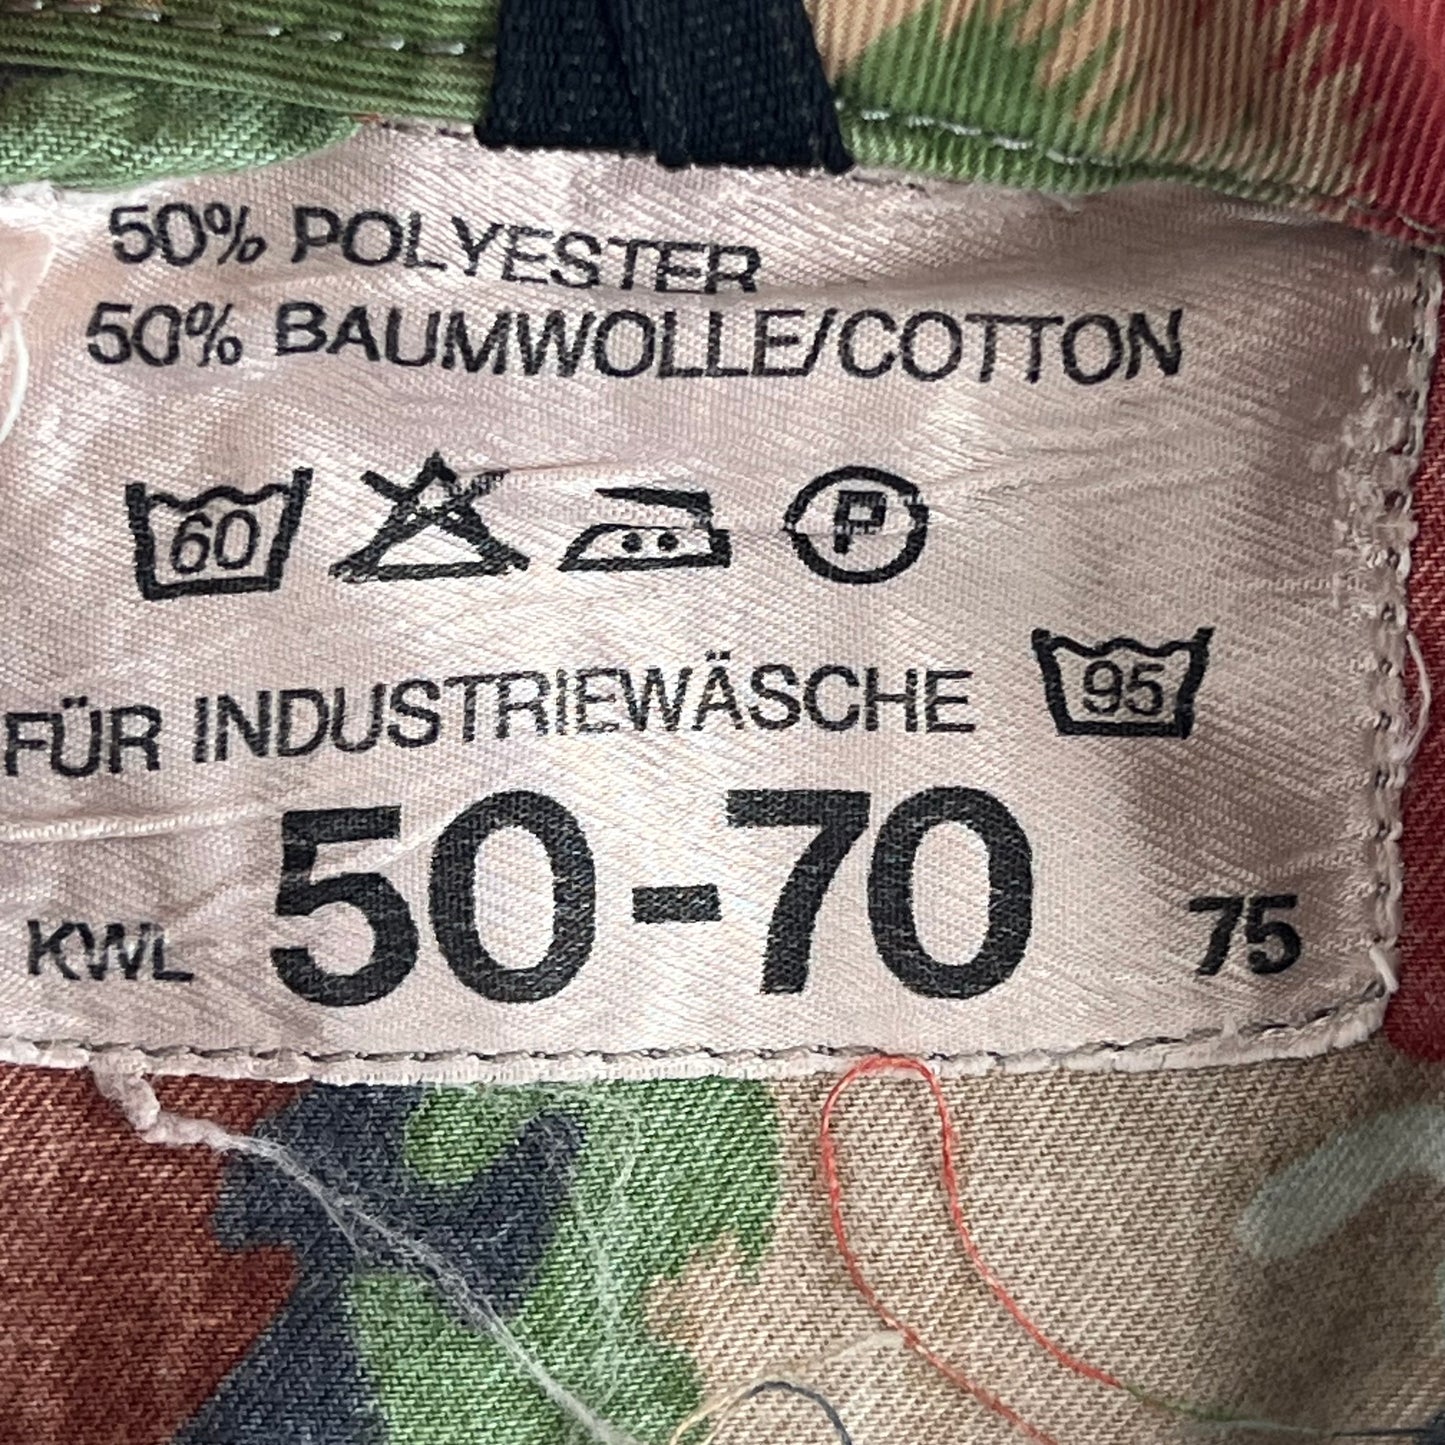 50% POLYESTER
50% BAUMWOLLE/COTTON
60 P
FÜR INDUSTRIEWÄSCHE 95
KWL 50-70 75